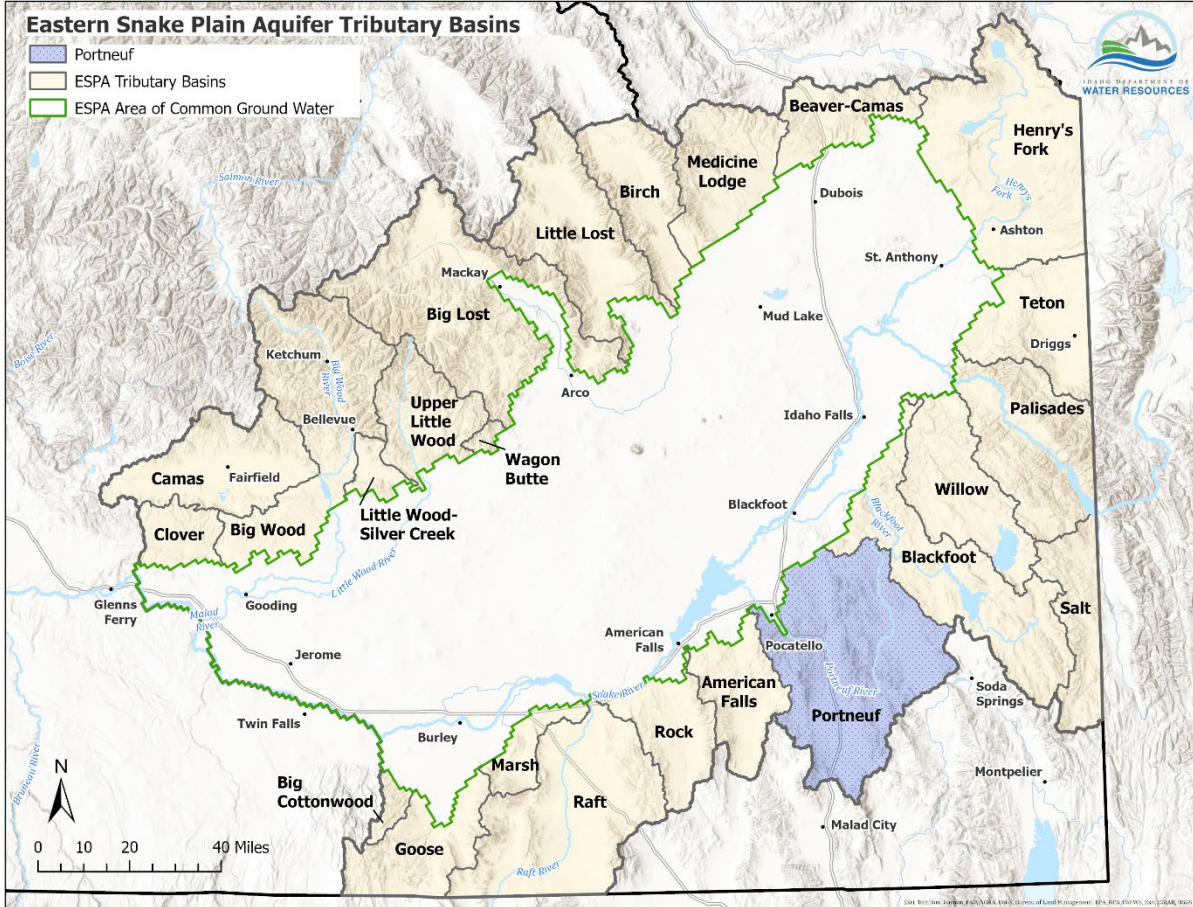 Eastern Snake Plain Aquifer Tributary Basins
Portneuf
ESPA Tributary Basins
ESPA Area of Common Ground Water
IDAHO DEPARTMENT OF
WATER RESOURCES
Beaver-Camas
Henry's
Fork
Medicine
Lodge
Birch
Dubois
Henrys
Fork
Salmon River
Little Lost
Ashton
St. Anthony
Mackay
Teton
Big Lost
Mud Lake
Driggs
Boise River
Ketchum
Big Wood
River
Arco
Palisades
Upper
Little
Wood
Idaho Falls
Bellevue
Wagon
Butte
Camas
Fairfield
Willow
Blackfoot
Blackfoot
River
Little Wood-
Silver Creek
Clover
Big Wood
Blackfoot
Little Wood River
Salt
Glenns
Ferry
Gooding
Malad
River
American
Falls
Pocatello
Jerome
Portneuf River
American
Falls
Soda
Springs
Snake River
Portneuf
Twin Falls
Burley
Rock
Marsh
Bruneau River
N
Big
Cottonwood
Montpelier
Raft
Malad City
Goose
0 20 40 Miles
Raft River